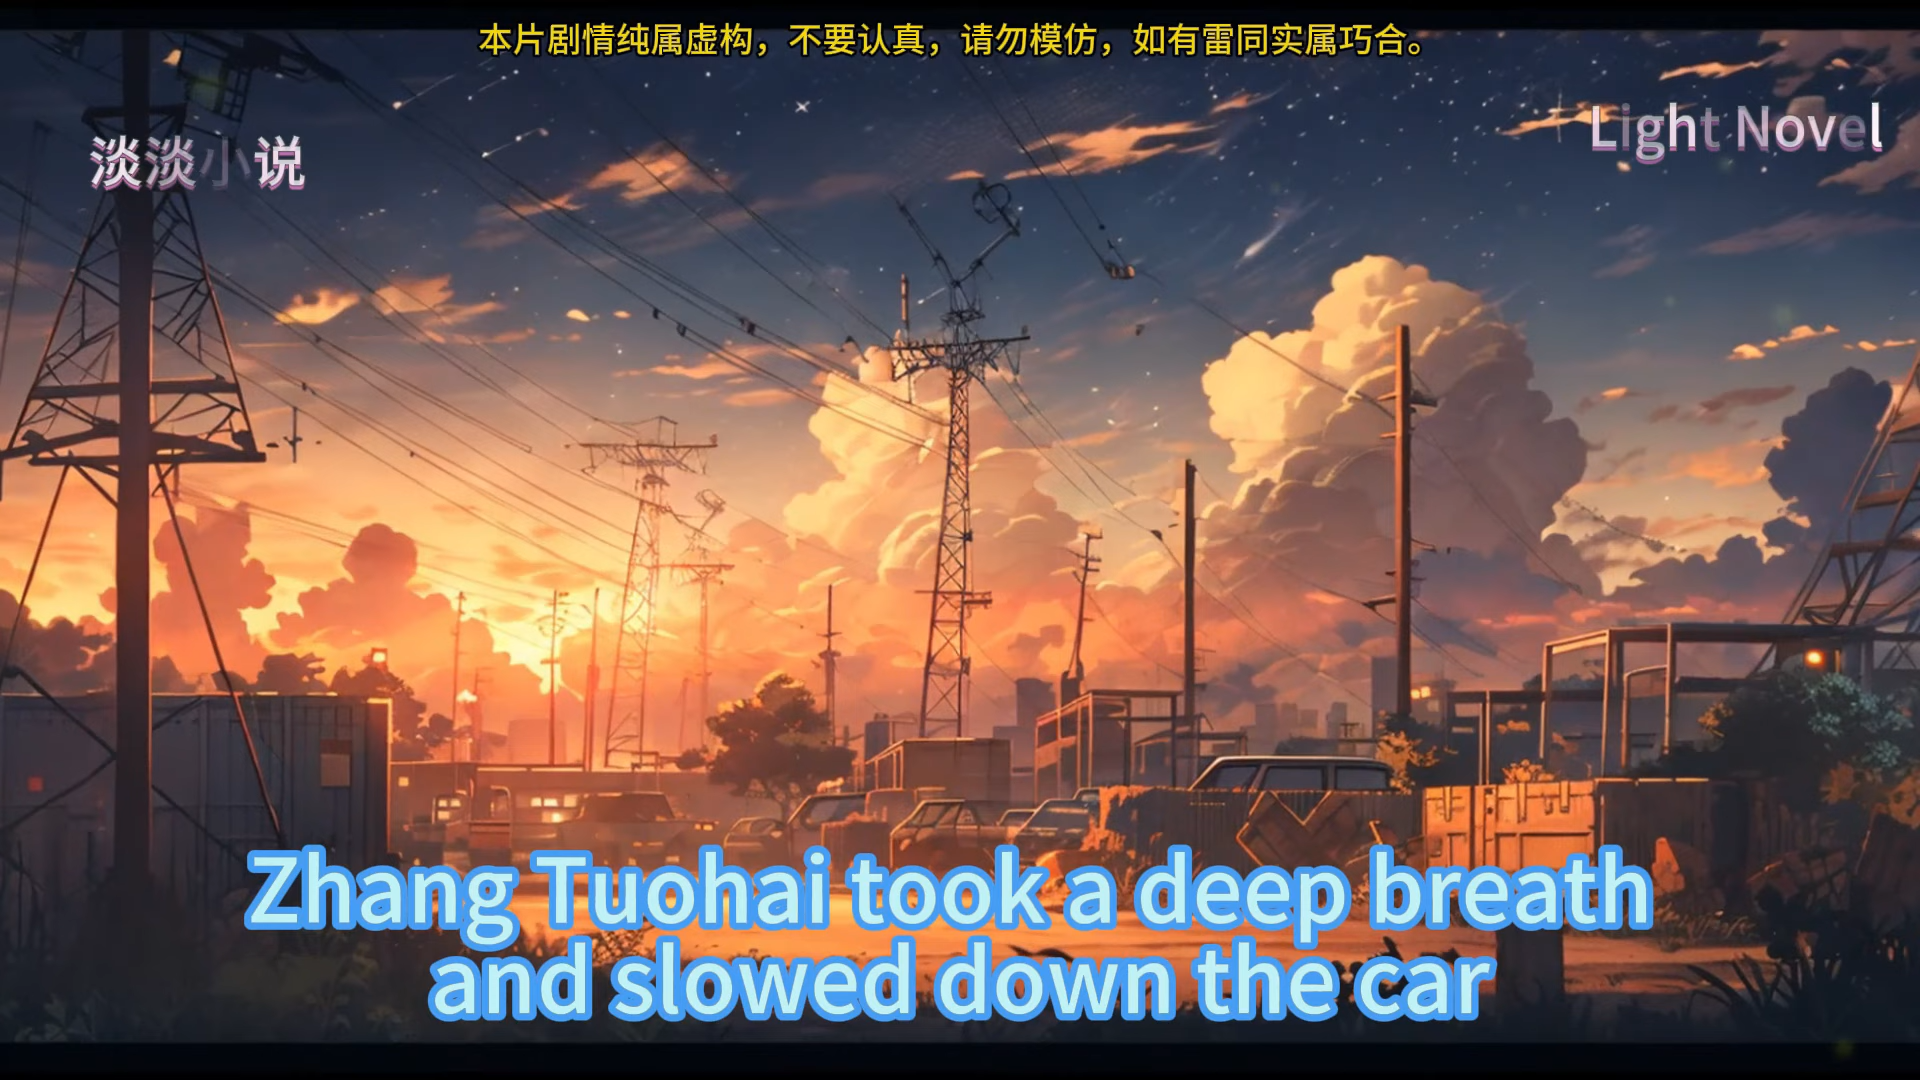 本片剧情纯属虚构，不要认真，请勿模仿，如有雷同实属巧合。
淡淡小说
Light Novel
Zhang Tuohai took a deep breath
and slowed down the car